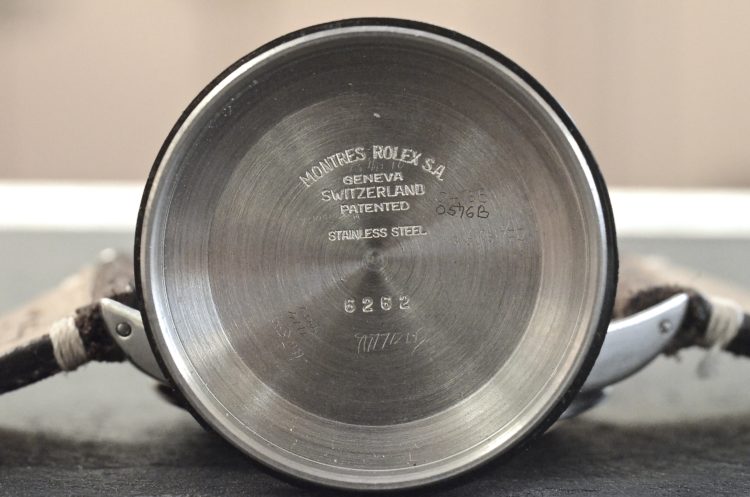 MONTRES ROLEX S.A.
GENEVA
SWITZERLAND
PATENTED
0576B
STAINLESS STEEL
6262